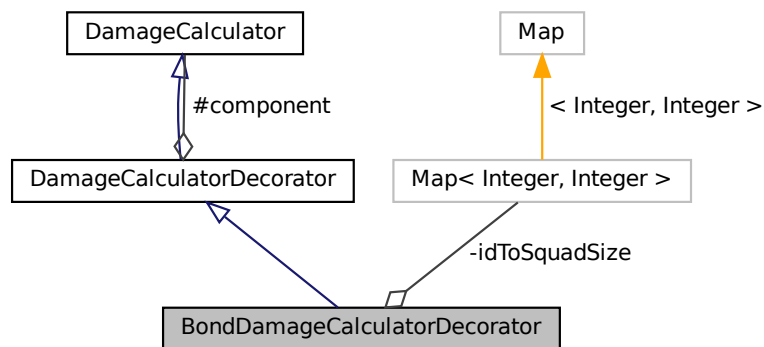 DamageCalculator
Map
#component
< Integer, Integer >
DamageCalculatorDecorator
Map< Integer, Integer >
-idToSquadSize
BondDamageCalculatorDecorator